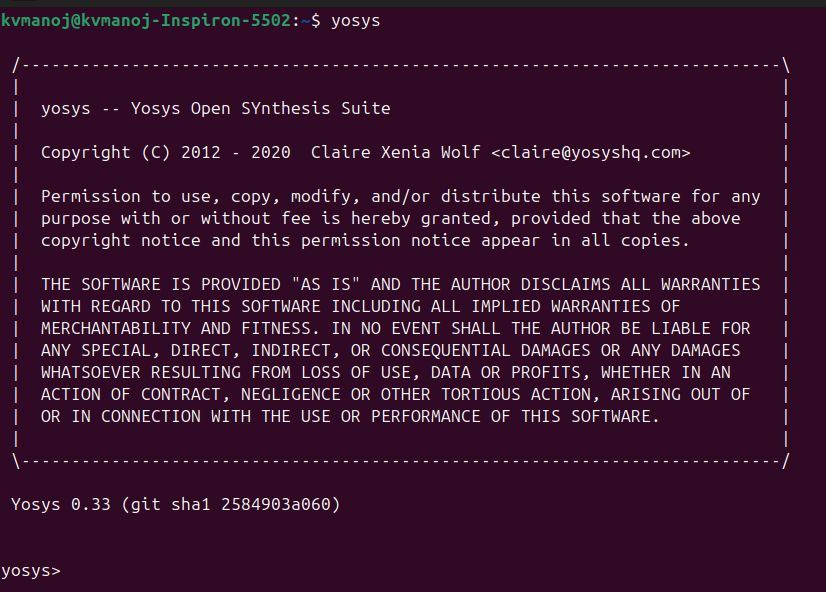 kvmanoj@kvmanoj-Inspiron-5502:~$ yosys
/----------------------------------------------------------------------------\
|                                                                            |
|  yosys -- Yosys Open SYnthesis Suite                                       |
|                                                                            |
|  Copyright (C) 2012 - 2020  Claire Xenia Wolf <claire@yosyshq.com>         |
|                                                                            |
|  Permission to use, copy, modify, and/or distribute this software for any  |
|  purpose with or without fee is hereby granted, provided that the above    |
|  copyright notice and this permission notice appear in all copies.         |
|                                                                            |
|  THE SOFTWARE IS PROVIDED "AS IS" AND THE AUTHOR DISCLAIMS ALL WARRANTIES  |
|  WITH REGARD TO THIS SOFTWARE INCLUDING ALL IMPLIED WARRANTIES OF          |
|  MERCHANTABILITY AND FITNESS. IN NO EVENT SHALL THE AUTHOR BE LIABLE FOR   |
|  ANY SPECIAL, DIRECT, INDIRECT, OR CONSEQUENTIAL DAMAGES OR ANY DAMAGES    |
|  WHATSOEVER RESULTING FROM LOSS OF USE, DATA OR PROFITS, WHETHER IN AN     |
|  ACTION OF CONTRACT, NEGLIGENCE OR OTHER TORTIOUS ACTION, ARISING OUT OF   |
|  OR IN CONNECTION WITH THE USE OR PERFORMANCE OF THIS SOFTWARE.            |
|                                                                            |
\----------------------------------------------------------------------------/
Yosys 0.33 (git sha1 2584903a060)
yosys>